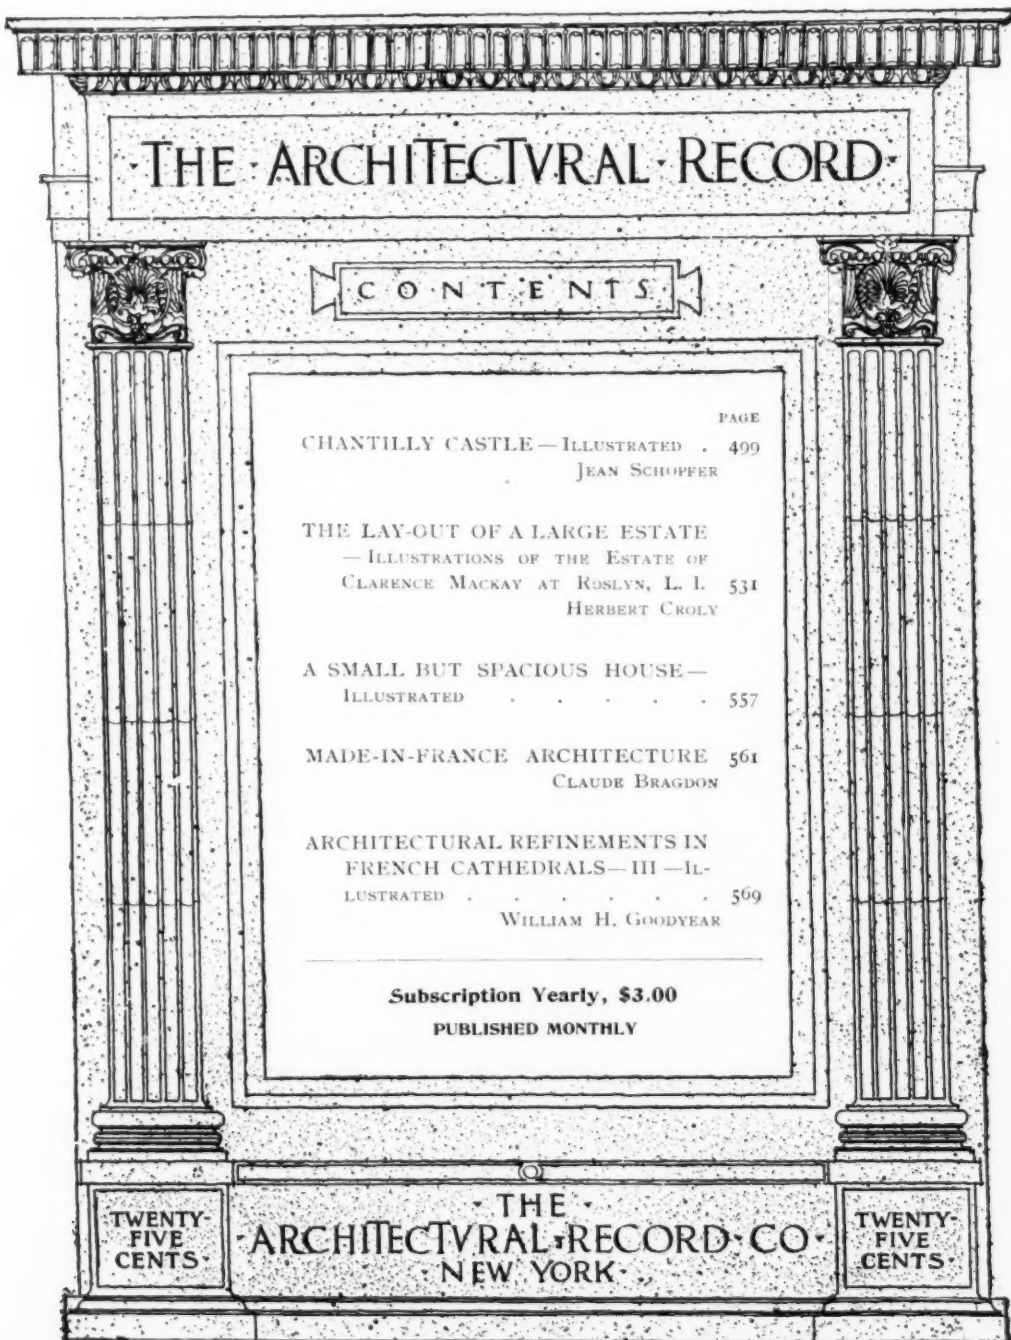 ·THE·ARCHITECTVRAL·RECORD·
CONTENTS
PAGE
CHANTILLY CASTLE—ILLUSTRATED . 499
JEAN SCHOPFER
THE LAY-OUT OF A LARGE ESTATE
—ILLUSTRATIONS OF THE ESTATE OF
CLARENCE MACKAY AT ROSLYN, L. I. 531
HERBERT CROLY
A SMALL BUT SPACIOUS HOUSE—
ILLUSTRATED . . . . . 557
MADE-IN-FRANCE ARCHITECTURE 561
CLAUDE BRAGDON
ARCHITECTURAL REFINEMENTS IN
FRENCH CATHEDRALS—III—IL-
LUSTRATED . . . . . . 569
WILLIAM H. GOODYEAR
Subscription Yearly, $3.00
PUBLISHED MONTHLY
TWENTY-
FIVE
CENTS·
·THE·
·ARCHITECTVRAL·RECORD·CO·
·NEW YORK·
TWENTY-
FIVE
CENTS·